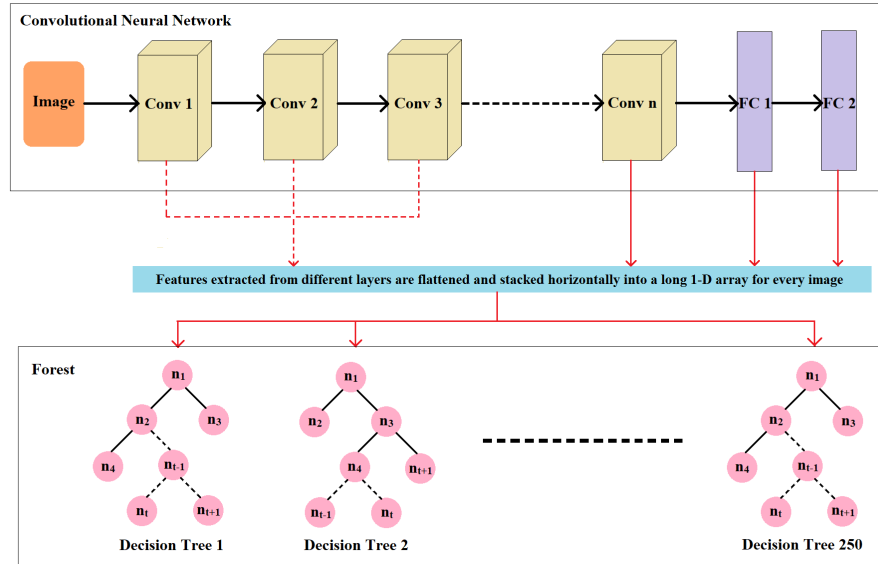 Convolutional Neural Network
Image
Conv 1
Conv 2
Conv 3
Conv n
FC 1
FC 2
Features extracted from different layers are flattened and stacked horizontally into a long 1-D array for every image
Forest
n₁
n₂
n₃
n₄
nₜ₋₁
nₜ
nₜ₊₁
Decision Tree 1
n₁
n₂
n₃
n₄
nₜ₊₁
nₜ₋₁
nₜ
Decision Tree 2
n₁
n₂
n₃
n₄
nₜ₋₁
nₜ
nₜ₊₁
Decision Tree 250